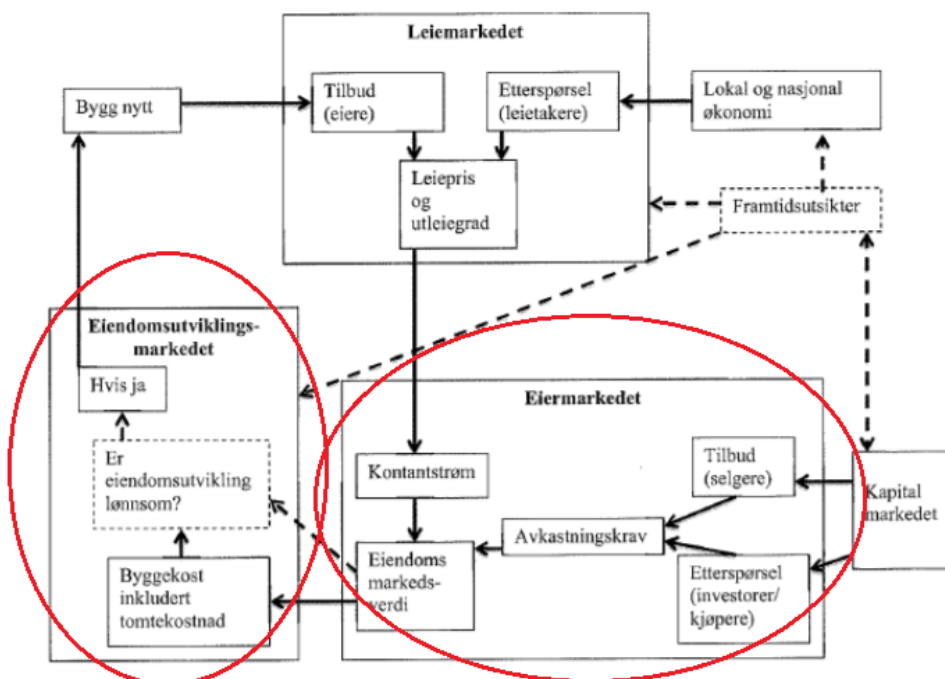 Leiemarkedet
Bygg nytt
Tilbud
(eiere)
Etterspørsel
(leietakere)
Lokal og nasjonal
økonomi
Leiepris
og
utleiegrad
Framtidsutsikter
Eiendomsutviklings-
markedet
Hvis ja
Er
eiendomsutvikling
lønnsom?
Byggekost
inkludert
tomtekostnad
Eiermarkedet
Kontantstrøm
Tilbud
(selgere)
Avkastningskrav
Eiendoms
markeds-
verdi
Etterspørsel
(investorer/
kjøpere)
Kapital
markedet